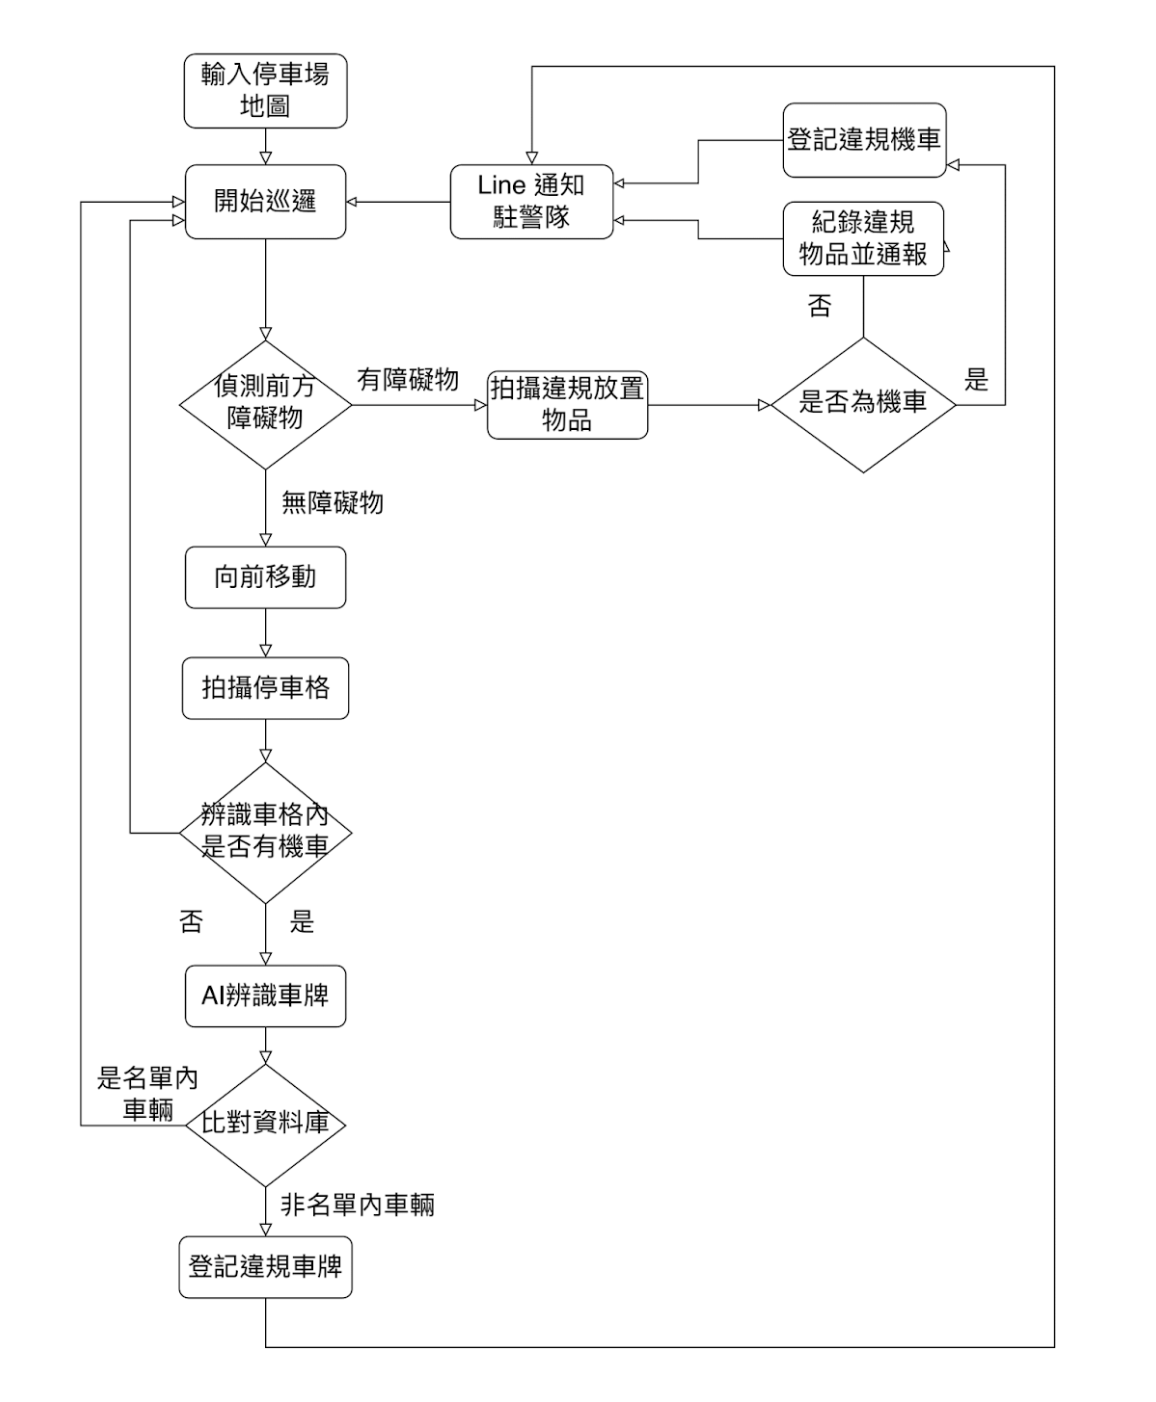 輸入停車場
地圖
開始巡邏
Line 通知
駐警隊
登記違規機車
紀錄違規
物品並通報
否
偵測前方
障礙物
有障礙物
拍攝違規放置
物品
是否為機車
是
無障礙物
向前移動
拍攝停車格
辨識車格內
是否有機車
否
是
AI辨識車牌
是名單內
車輛
比對資料庫
非名單內車輛
登記違規車牌